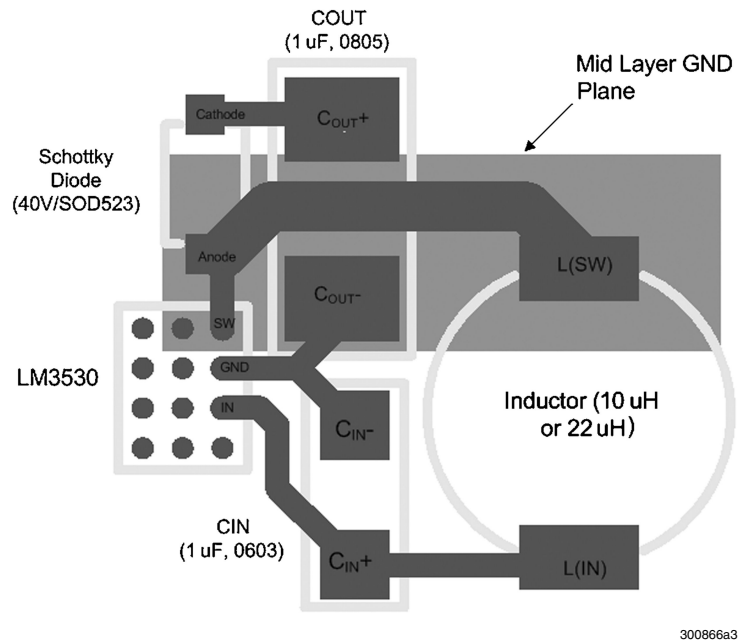 COUT
(1 uF, 0805)
Mid Layer GND
Plane
Cathode
COUT+
Schottky
Diode
(40V/SOD523)
Anode
L(SW)
COUT-
SW
LM3530
GND
IN
Inductor (10 uH
or 22 uH)
CIN-
CIN
(1 uF, 0603)
CIN+
L(IN)
300866a3